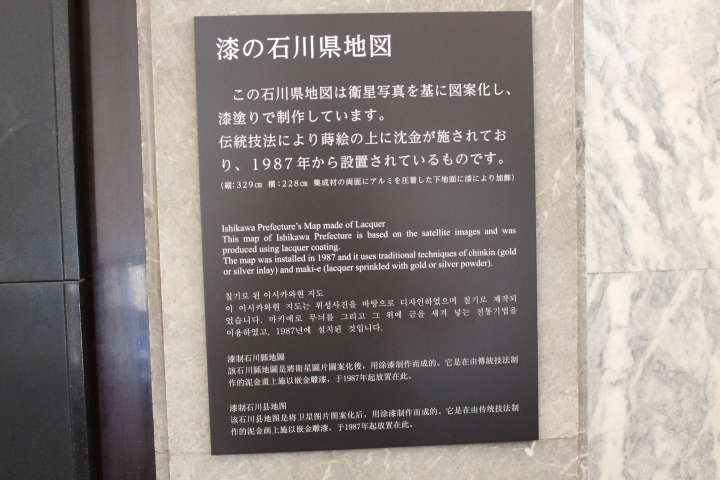 漆の石川県地図
この石川県地図は衛星写真を基に図案化し、
漆塗りで制作しています。
伝統技法により蒔絵の上に沈金が施されてお
り、1987年から設置されているものです。
(縦:329㎝ 横:228㎝ 集成材の両面にアルミを圧着した下地面に漆により加飾)
Ishikawa Prefecture's Map made of Lacquer
This map of Ishikawa Prefecture is based on the satellite images and was
produced using lacquer coating.
The map was installed in 1987 and it uses traditional techniques of chinkin (gold
or silver inlay) and maki-e (lacquer sprinkled with gold or silver powder).
칠기로 된 이시카와현 지도
이 이시카와현 지도는 위성사진을 바탕으로 디자인하였으며 칠기로 제작되
었습니다. 마키에로 무늬를 그리고 그 위에 금을 새겨 넣는 전통기법을
이용하였고, 1987년에 설치된 것입니다.
漆制石川縣地圖
該石川縣地圖是將衛星圖片圖案化後，用涂漆制作而成的。它是在由傳統技法制
作的泥金畫上施以嵌金雕漆，于1987年起放置在此。
漆制石川县地图
该石川县地图是将卫星图片图案化后，用涂漆制作而成的。它是在由传统技法制
作的泥金画上施以嵌金雕漆，于1987年起放置在此。